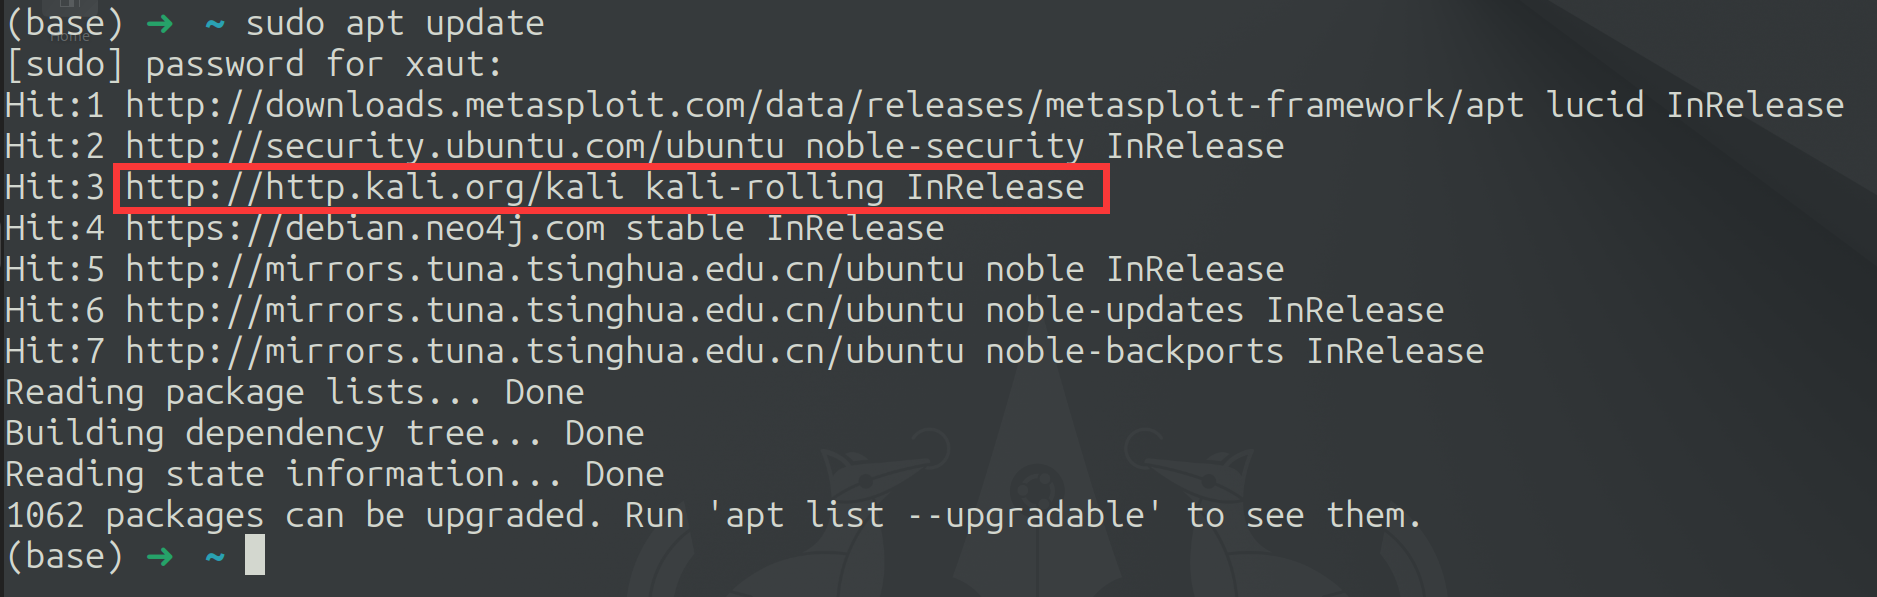 (base) ➜ ~ sudo apt update
Home
[sudo] password for xaut:
Hit:1 http://downloads.metasploit.com/data/releases/metasploit-framework/apt lucid InRelease
Hit:2 http://security.ubuntu.com/ubuntu noble-security InRelease
Hit:3 http://http.kali.org/kali kali-rolling InRelease
Hit:4 https://debian.neo4j.com stable InRelease
Hit:5 http://mirrors.tuna.tsinghua.edu.cn/ubuntu noble InRelease
Hit:6 http://mirrors.tuna.tsinghua.edu.cn/ubuntu noble-updates InRelease
Hit:7 http://mirrors.tuna.tsinghua.edu.cn/ubuntu noble-backports InRelease
Reading package lists... Done
Building dependency tree... Done
Reading state information... Done
1062 packages can be upgraded. Run 'apt list --upgradable' to see them.
(base) ➜ ~